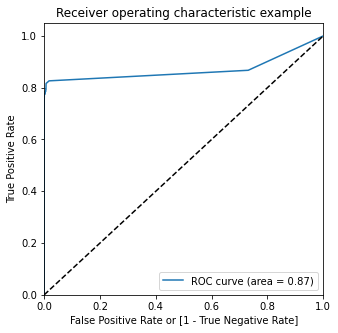 Receiver operating characteristic example
True Positive Rate
1.0
0.8
0.6
0.4
0.2
0.0
ROC curve (area = 0.87)
0.0 0.2 0.4 0.6 0.8 1.0
False Positive Rate or [1 - True Negative Rate]